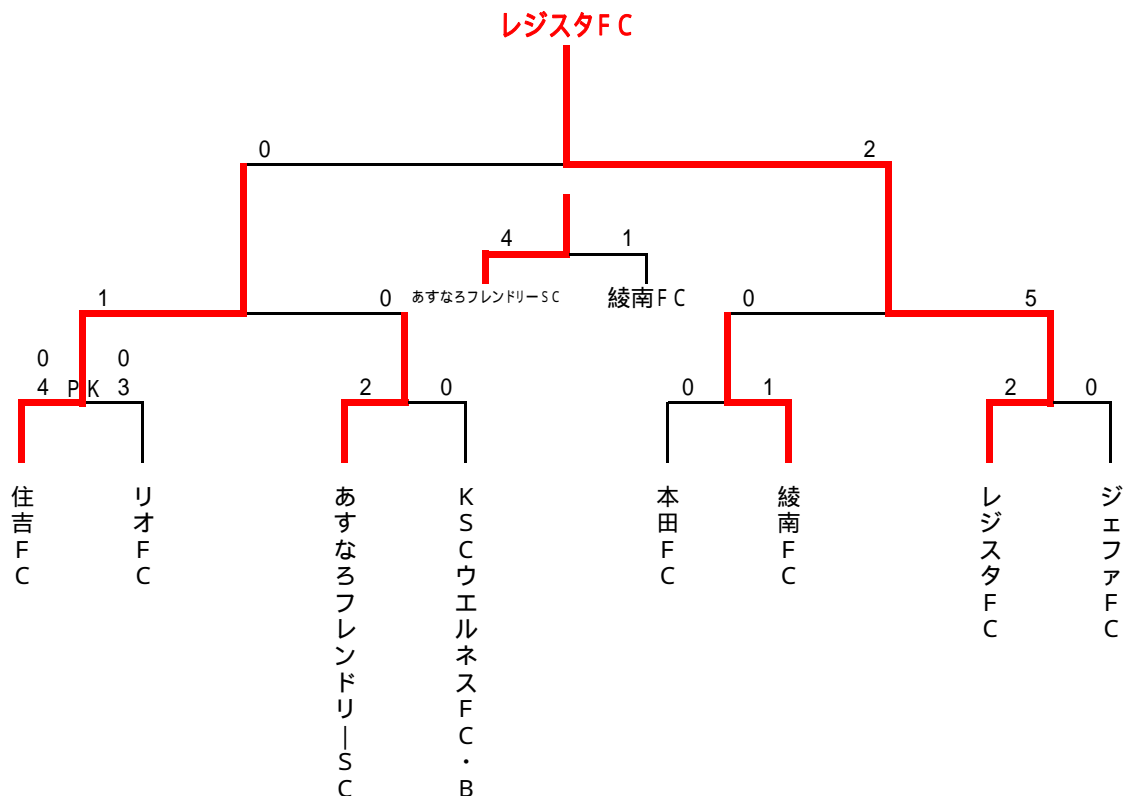 レジスタFC
0 2
4 1
あすなろフレンドリーSC 綾南FC
1 0 0 5
0 0
4 PK 3 2 0 0 1 2 0
住吉FC
リオFC
あすなろフレンドリーSC
KSCウエルネスFC・B
本田FC
綾南FC
レジスタFC
ジェファFC